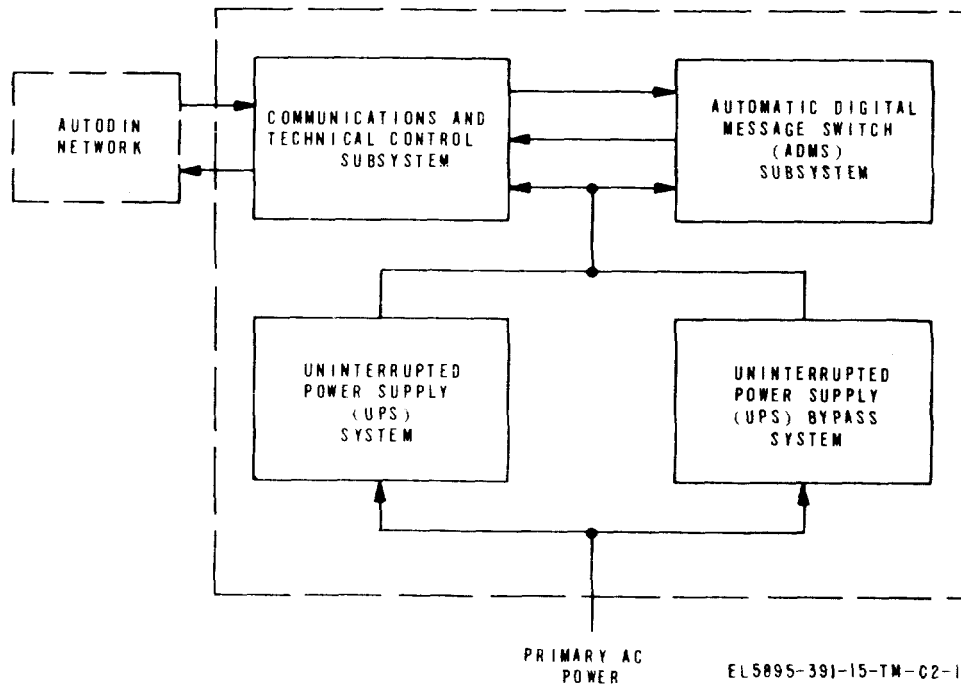 AUTODIN
NETWORK
COMMUNICATIONS AND
TECHNICAL CONTROL
SUBSYSTEM
AUTOMATIC DIGITAL
MESSAGE SWITCH
(ADMS)
SUBSYSTEM
UNINTERRUPTED
POWER SUPPLY
(UPS)
SYSTEM
UNINTERRUPTED
POWER SUPPLY
(UPS) BYPASS
SYSTEM
PRIMARY AC
POWER
EL5895-391-15-TM-C2-1